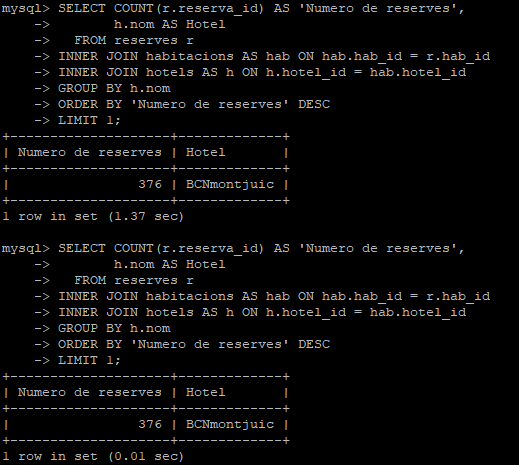 mysql> SELECT COUNT(r.reserva_id) AS 'Numero de reserves',
    ->        h.nom AS Hotel
    ->   FROM reserves r
    -> INNER JOIN habitacions AS hab ON hab.hab_id = r.hab_id
    -> INNER JOIN hotels AS h ON h.hotel_id = hab.hotel_id
    -> GROUP BY h.nom
    -> ORDER BY 'Numero de reserves' DESC
    -> LIMIT 1;
+--------------------+-------------+
| Numero de reserves | Hotel       |
+--------------------+-------------+
|                376 | BCNmontjuic |
+--------------------+-------------+
1 row in set (1.37 sec)

mysql> SELECT COUNT(r.reserva_id) AS 'Numero de reserves',
    ->        h.nom AS Hotel
    ->   FROM reserves r
    -> INNER JOIN habitacions AS hab ON hab.hab_id = r.hab_id
    -> INNER JOIN hotels AS h ON h.hotel_id = hab.hotel_id
    -> GROUP BY h.nom
    -> ORDER BY 'Numero de reserves' DESC
    -> LIMIT 1;
+--------------------+-------------+
| Numero de reserves | Hotel       |
+--------------------+-------------+
|                376 | BCNmontjuic |
+--------------------+-------------+
1 row in set (0.01 sec)